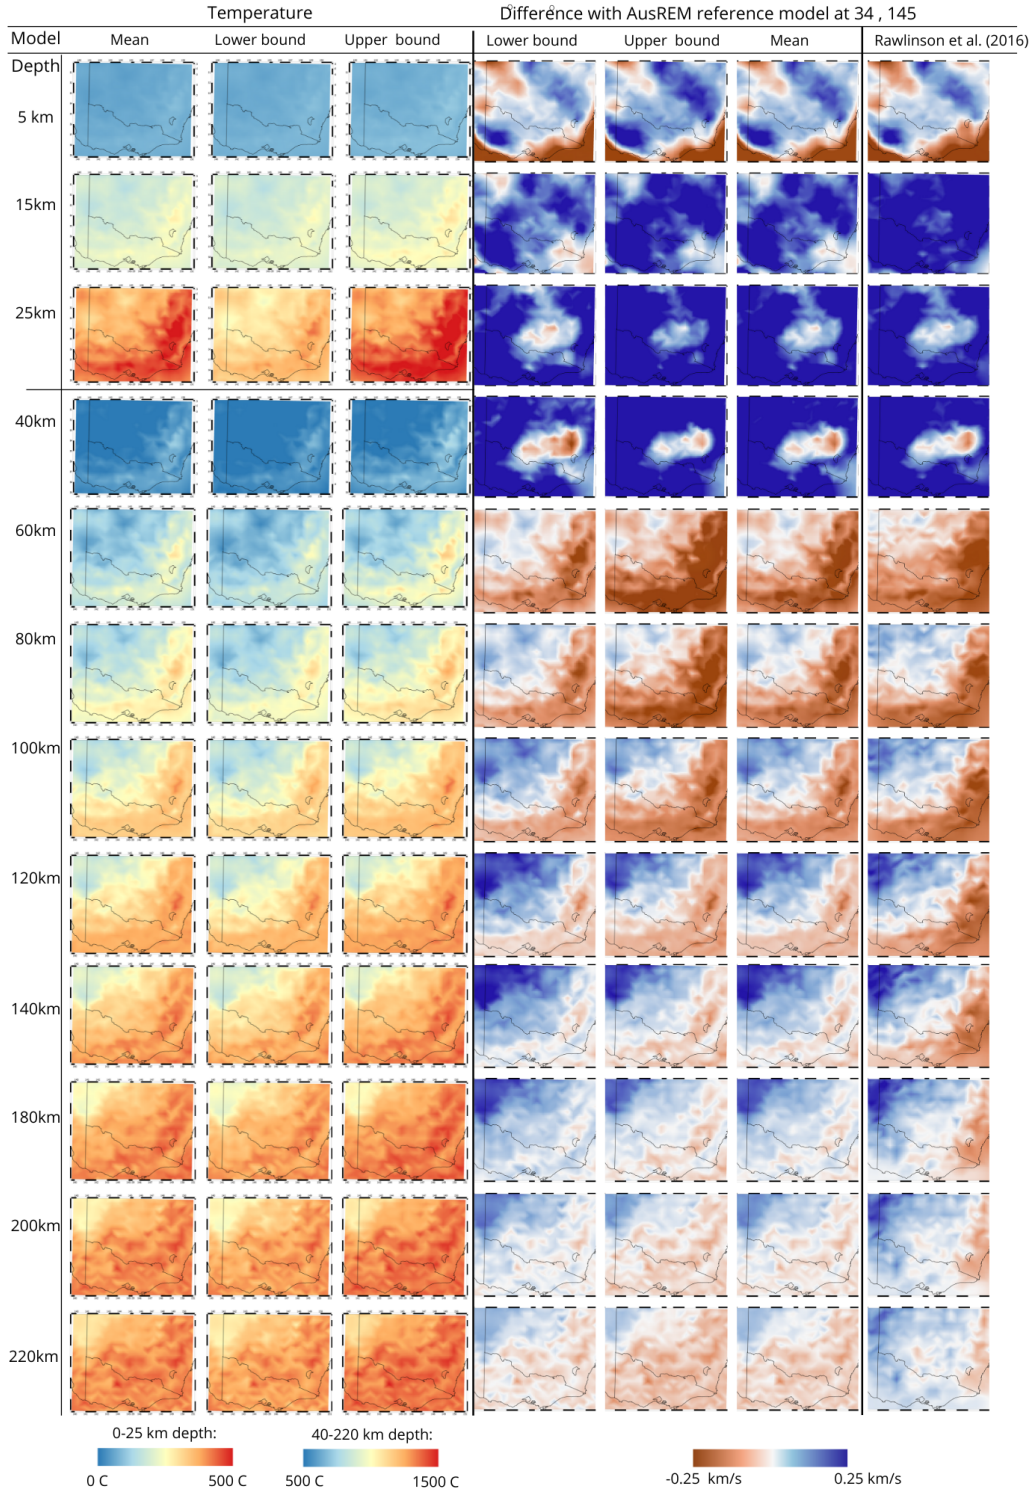 Temperature
Difference with AusREM reference model at 34 , 145
Model
Mean
Lower bound
Upper bound
Lower bound
Upper bound
Mean
Rawlinson et al. (2016)
Depth
5 km
15km
25km
40km
60km
80km
100km
120km
140km
180km
200km
220km
0-25 km depth:
40-220 km depth:
0 C
500 C
500 C
1500 C
-0.25 km/s
0.25 km/s